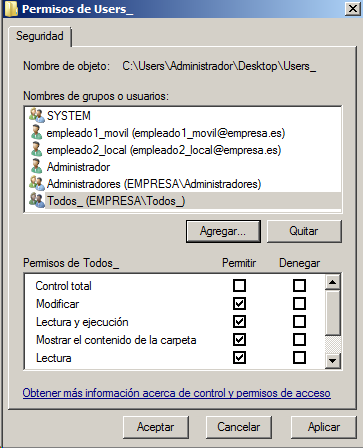 Permisos de Users_
Seguridad
Nombre de objeto: C:\Users\Administrador\Desktop\Users_
Nombres de grupos o usuarios:
SYSTEM
empleado1_movil (empleado1_movil@empresa.es)
empleado2_local (empleado2_local@empresa.es)
Administrador
Administradores (EMPRESA\Administradores)
Todos_ (EMPRESA\Todos_)
Agregar... Quitar
Permisos de Todos_ Permitir Denegar
Control total
Modificar
Lectura y ejecución
Mostrar el contenido de la carpeta
Lectura
Obtener más información acerca de control y permisos de acceso
Aceptar Cancelar Aplicar